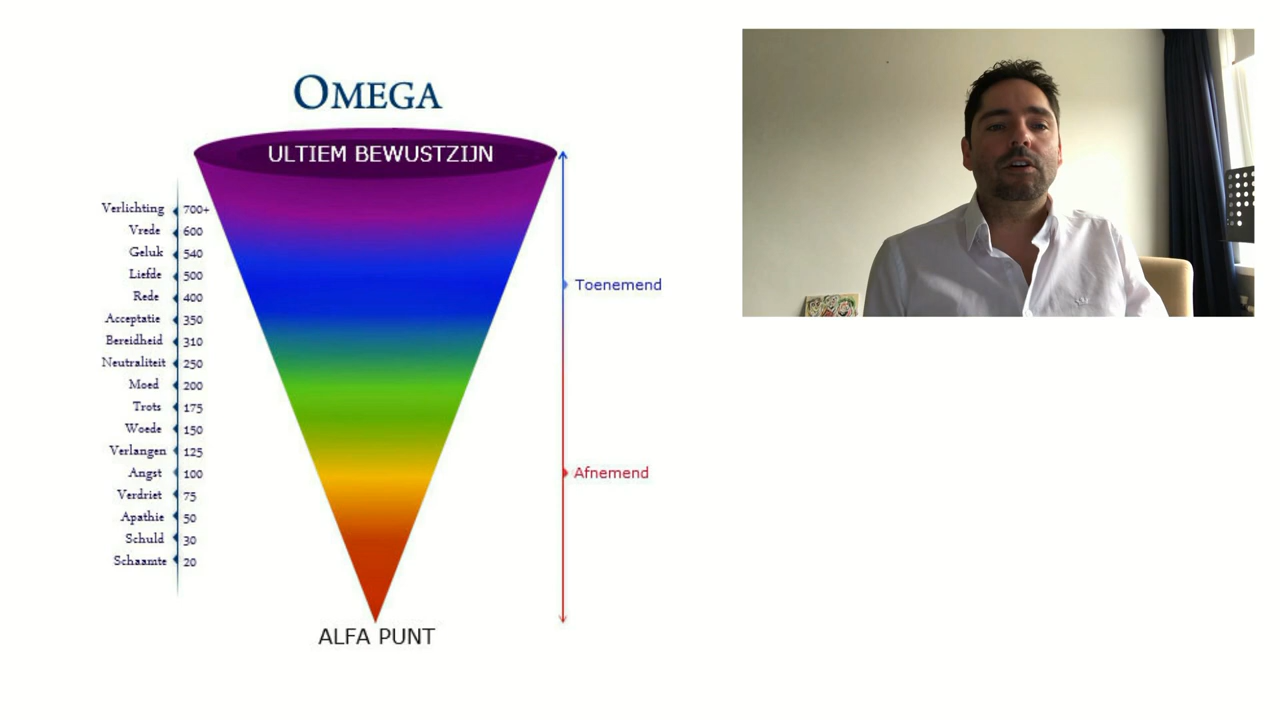 OMEGA
ULTIEM BEWUSTZIJN
Verlichting 700+
Vrede 600
Geluk 540
Liefde 500
Rede 400
Acceptatie 350
Bereidheid 310
Neutraliteit 250
Moed 200
Trots 175
Woede 150
Verlangen 125
Angst 100
Verdriet 75
Apathie 50
Schuld 30
Schaamte 20
Toenemend
Afnemend
ALFA PUNT